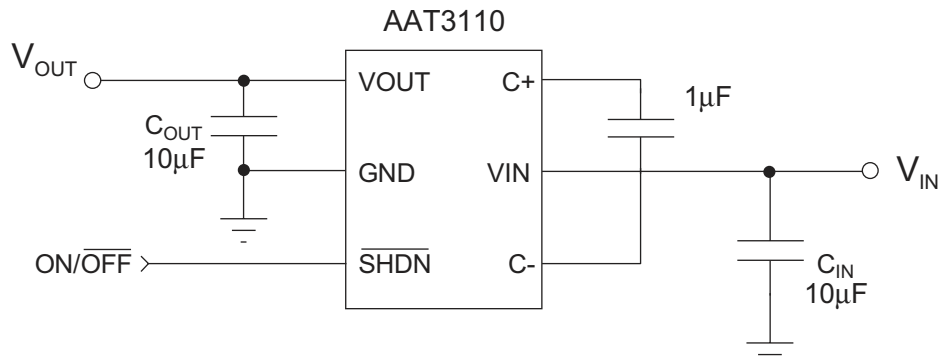 AAT3110
VOUT
VOUT
C+
1μF
COUT
10μF
GND
VIN
VIN
ON/OFF
SHDN
C-
CIN
10μF